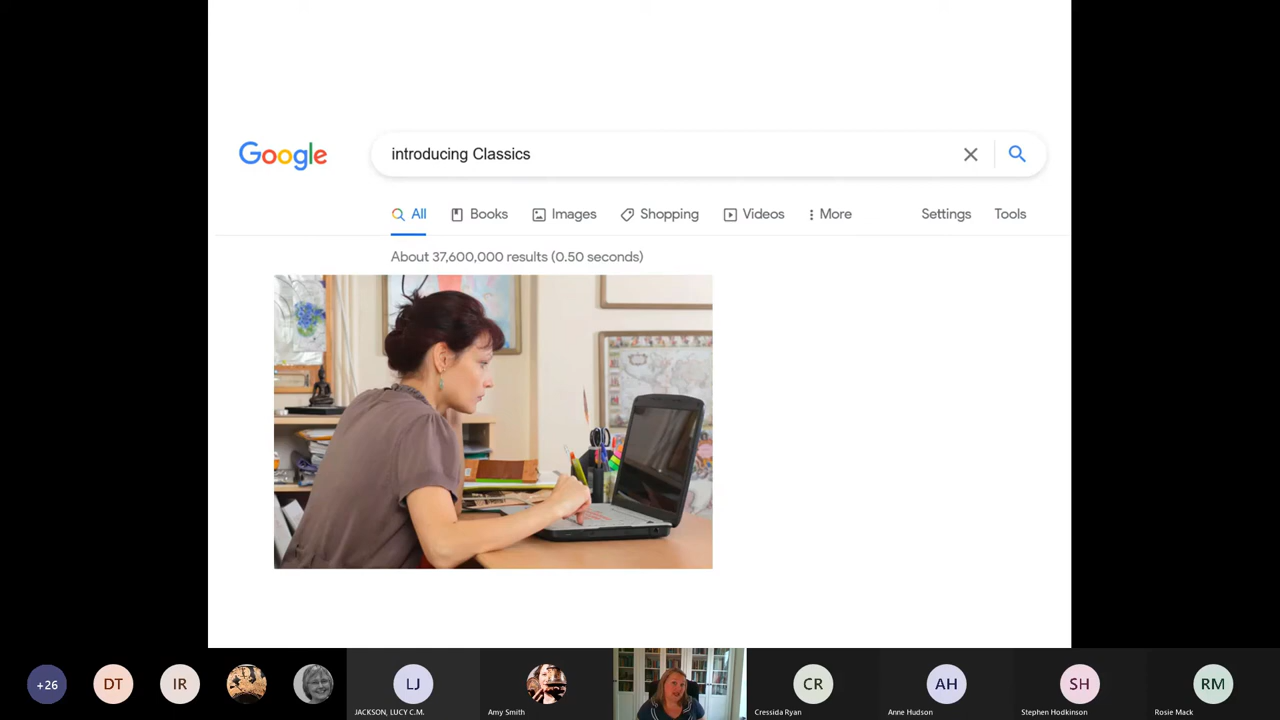 Google
introducing Classics
All Books Images Shopping Videos More Settings Tools
About 37,600,000 results (0.50 seconds)
+26 DT IR LJ CR AH SH RM
JACKSON, LUCY C.M. Amy Smith Cressida Ryan Anne Hudson Stephen Hodkinson Rosie Mack